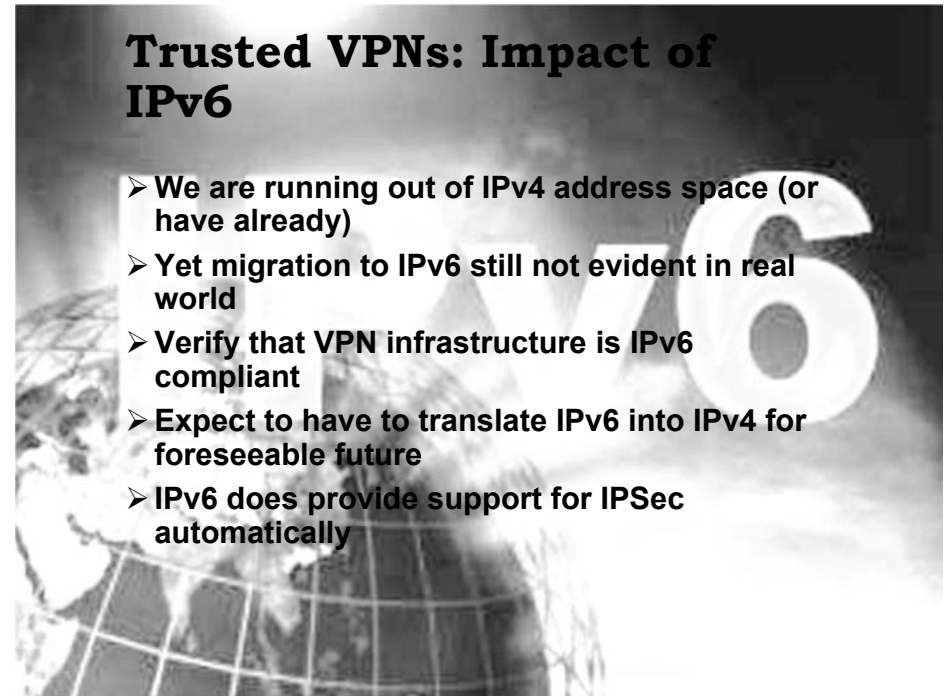 Trusted VPNs: Impact of
IPv6
➢ We are running out of IPv4 address space (or
have already)
➢ Yet migration to IPv6 still not evident in real
world
➢ Verify that VPN infrastructure is IPv6
compliant
➢ Expect to have to translate IPv6 into IPv4 for
foreseeable future
➢ IPv6 does provide support for IPSec
automatically
IPv6